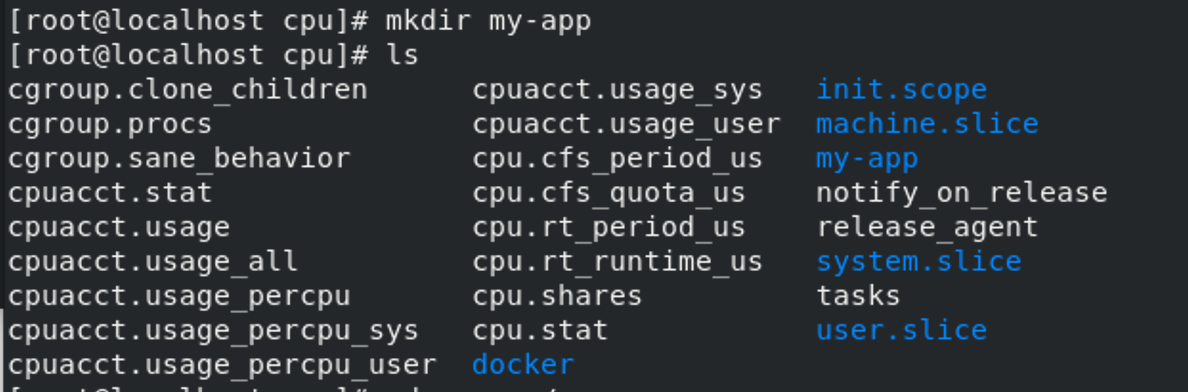 [root@localhost cpu]# mkdir my-app
[root@localhost cpu]# ls
cgroup.clone_children      cpuacct.usage_sys   init.scope
cgroup.procs               cpuacct.usage_user  machine.slice
cgroup.sane_behavior       cpu.cfs_period_us   my-app
cpuacct.stat               cpu.cfs_quota_us    notify_on_release
cpuacct.usage              cpu.rt_period_us    release_agent
cpuacct.usage_all          cpu.rt_runtime_us   system.slice
cpuacct.usage_percpu       cpu.shares          tasks
cpuacct.usage_percpu_sys   cpu.stat            user.slice
cpuacct.usage_percpu_user  docker